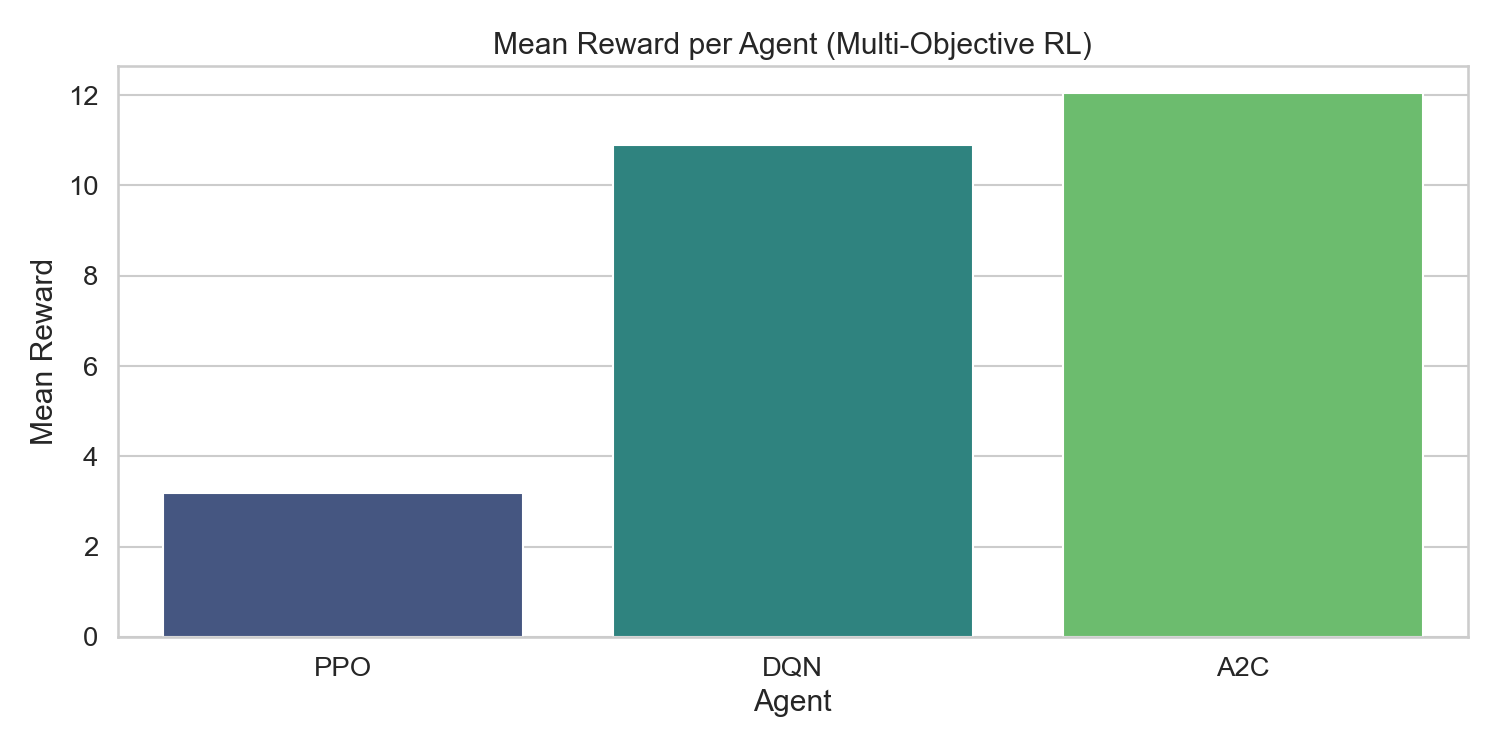 Mean Reward per Agent (Multi-Objective RL)
Mean Reward
12
10
8
6
4
2
0
PPO DQN A2C
Agent